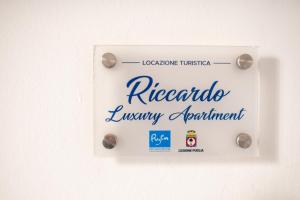 LOCAZIONE TURISTICA
Riccardo
Luxury Apartment
REGIONE PUGLIA